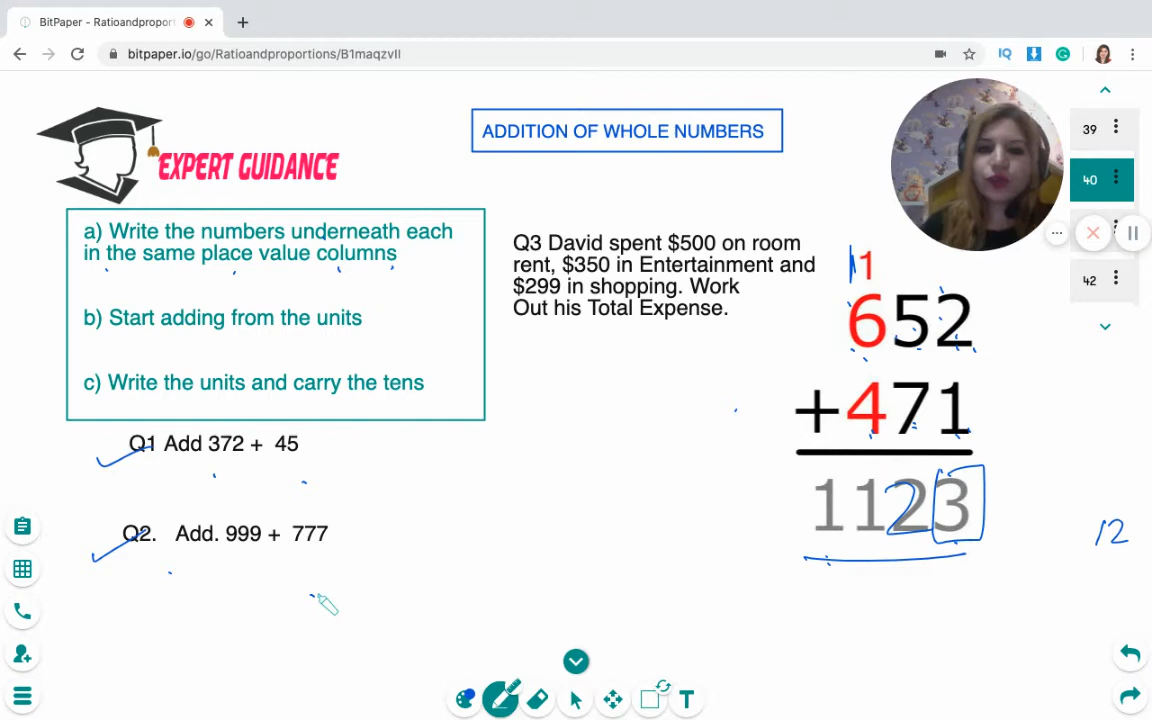 BitPaper - Ratioandpropor
bitpaper.io/go/Ratioandproportions/B1maqzvII
IQ
EXPERT GUIDANCE
ADDITION OF WHOLE NUMBERS
39
40
42
a) Write the numbers underneath each
in the same place value columns
b) Start adding from the units
c) Write the units and carry the tens
Q1 Add 372 + 45
Q2. Add. 999 + 777
Q3 David spent $500 on room
rent, $350 in Entertainment and
$299 in shopping. Work
Out his Total Expense.
1
652
+471
1123
12
T